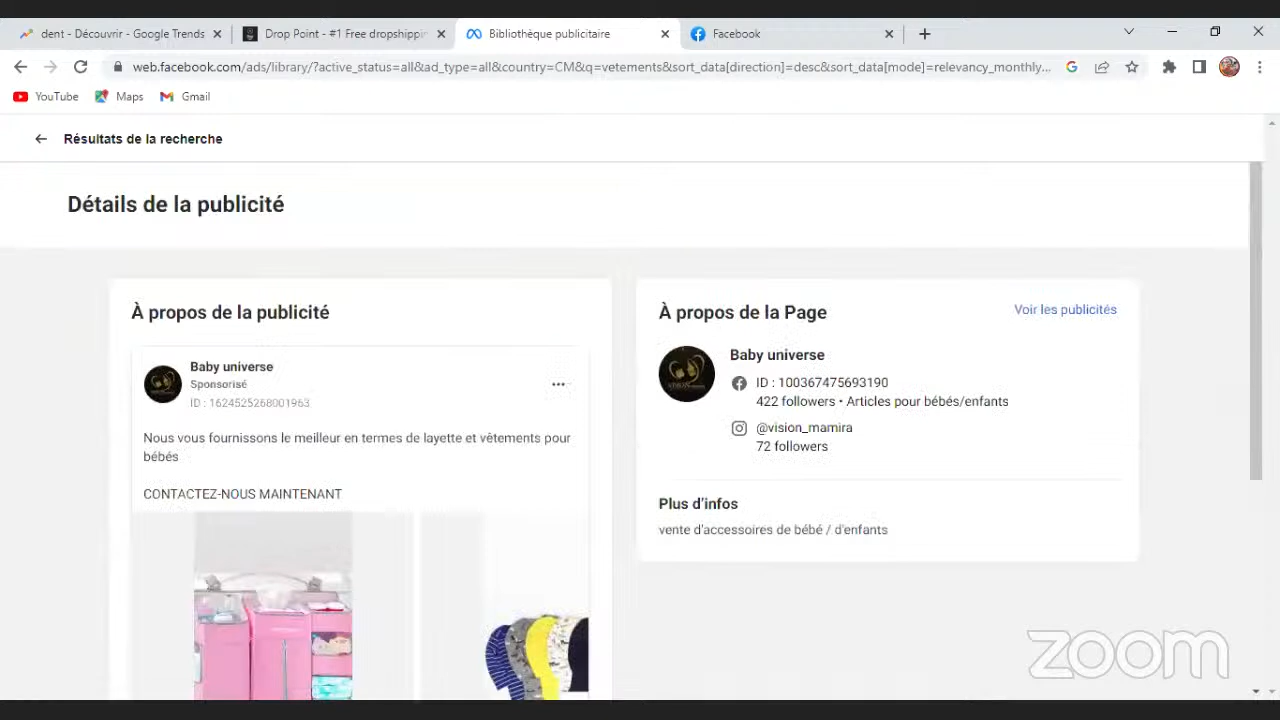 dent - Découvrir - Google Trends
Drop Point - #1 Free dropshippin
Bibliothèque publicitaire
Facebook
web.facebook.com/ads/library/?active_status=all&ad_type=all&country=CM&q=vetements&sort_data[direction]=desc&sort_data[mode]=relevancy_monthly...
YouTube
Maps
Gmail
Résultats de la recherche
Détails de la publicité
À propos de la publicité
Baby universe
Sponsorisé
ID : 1624525268001963
Nous vous fournissons le meilleur en termes de layette et vêtements pour
bébés
CONTACTEZ-NOUS MAINTENANT
À propos de la Page
Voir les publicités
Baby universe
ID : 100367475693190
422 followers • Articles pour bébés/enfants
@vision_mamira
72 followers
Plus d'infos
vente d'accessoires de bébé / d'enfants
zoom